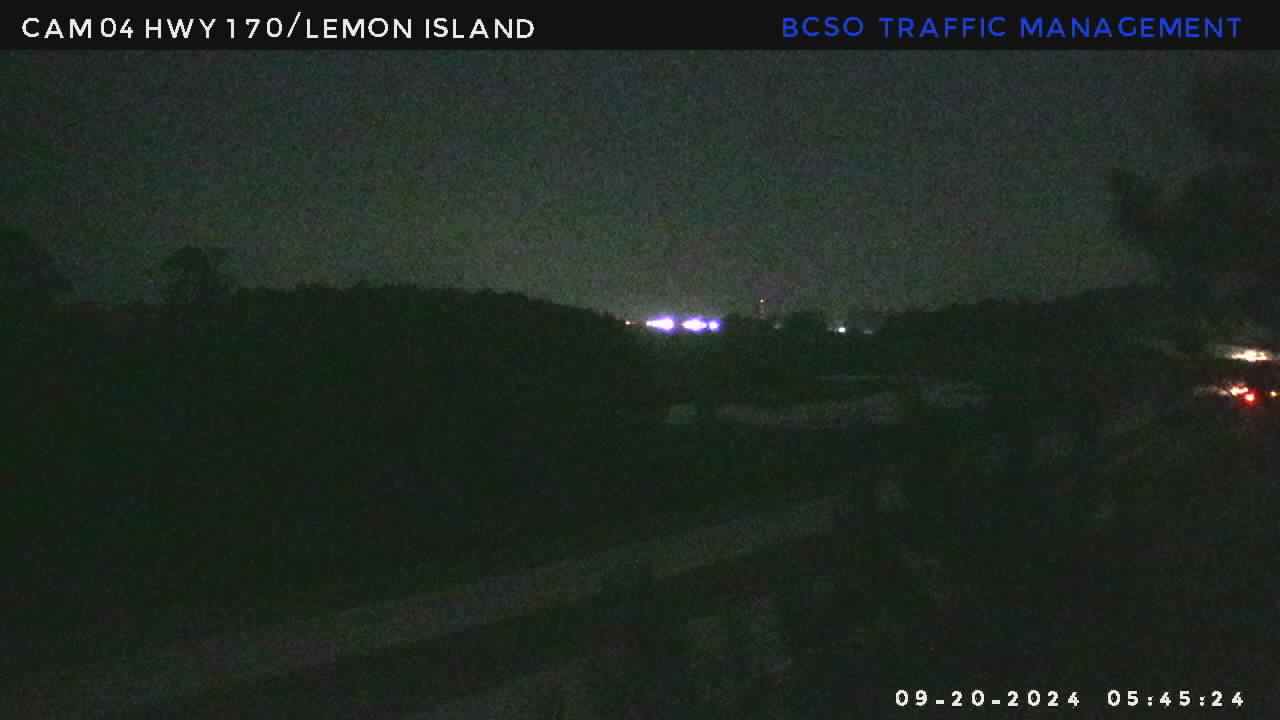 CAM04 HWY 170/LEMON ISLAND
BCSO TRAFFIC MANAGEMENT
09-20-2024 05:45:24